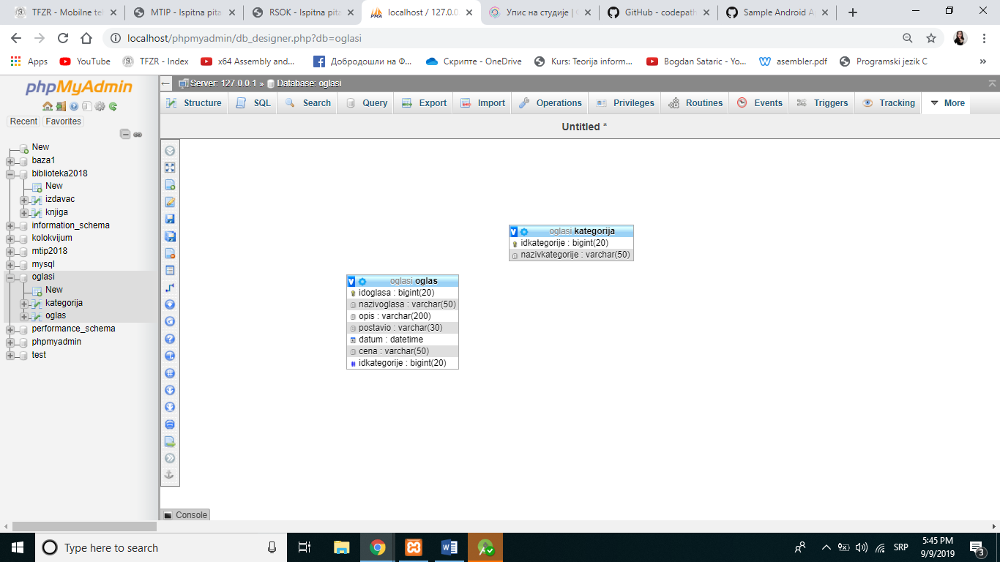 TFZR - Mobilne tel
MTIP - Ispitna pita
RSOK - Ispitna pita
localhost / 127.0.0
Упис на студије |
GitHub - codepath
Sample Android A
localhost/phpmyadmin/db_designer.php?db=oglasi
Apps
YouTube
TFZR - Index
x64 Assembly and...
Добродошли на Ф...
Скрипте - OneDrive
Kurs: Teorija inform...
Bogdan Sataric - Yo...
asembler.pdf
Programski jezik C
»
phpMyAdmin
Recent
Favorites
New
baza1
biblioteka2018
New
izdavac
knjiga
information_schema
kolokvijum
mtip2018
mysql
oglasi
New
kategorija
oglas
performance_schema
phpmyadmin
test
Server: 127.0.0.1 » Database: oglasi
Structure
SQL
Search
Query
Export
Import
Operations
Privileges
Routines
Events
Triggers
Tracking
More
Untitled *
oglasi kategorija
idkategorije : bigint(20)
nazivkategorije : varchar(50)
oglasi oglas
idoglasa : bigint(20)
nazivoglasa : varchar(50)
opis : varchar(200)
postavio : varchar(30)
datum : datetime
cena : varchar(50)
idkategorije : bigint(20)
Console
Type here to search
SRP
5:45 PM
9/9/2019
3